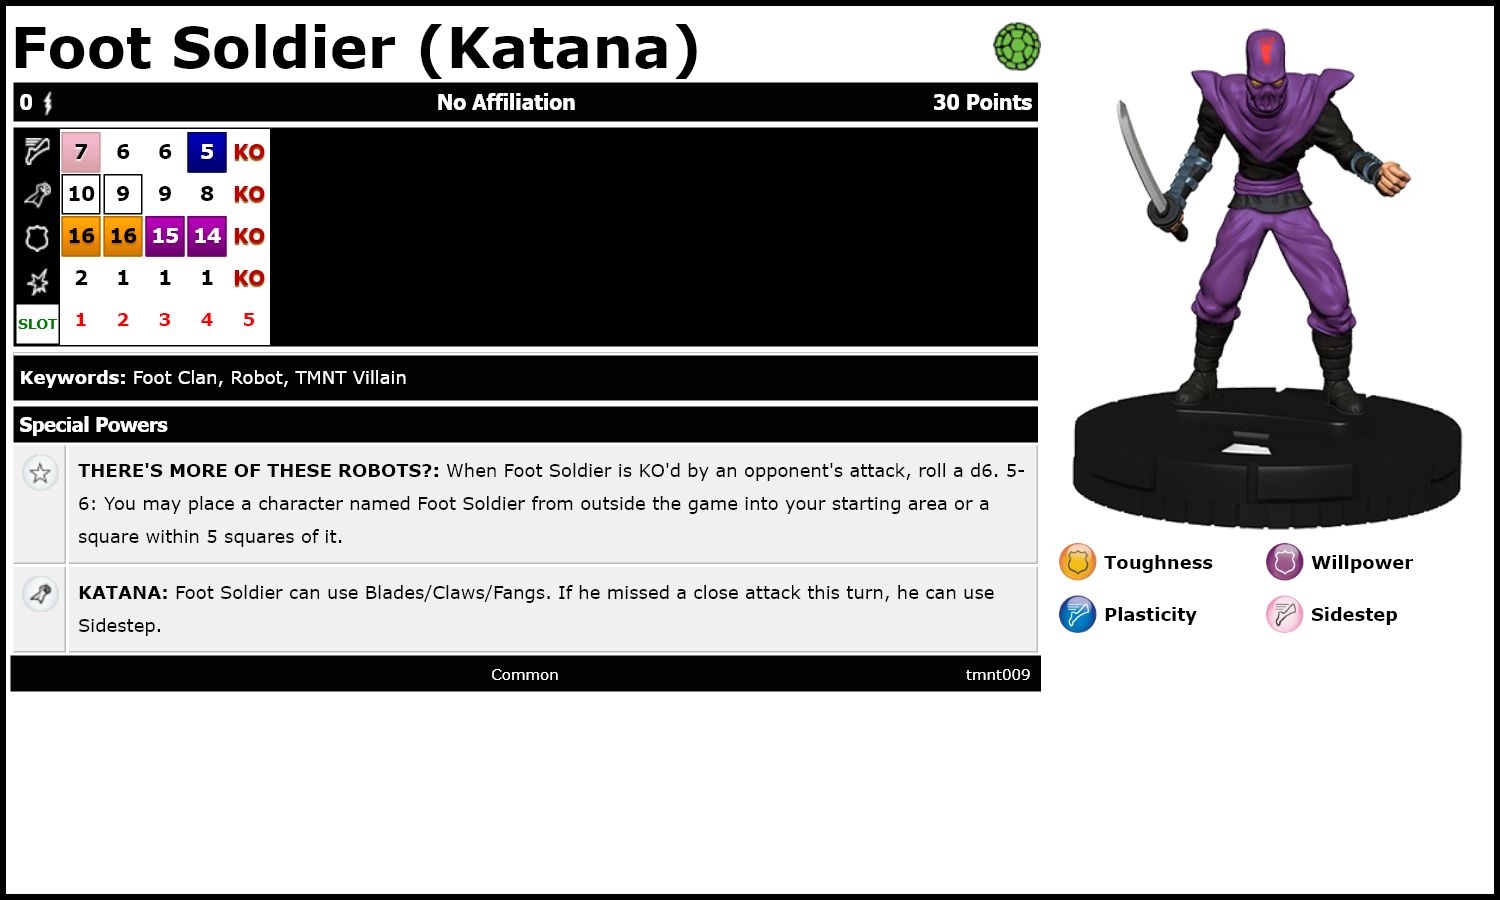 Foot Soldier (Katana)
0 No Affiliation 30 Points
7 6 6 5 KO
10 9 9 8 KO
16 16 15 14 KO
2 1 1 1 KO
SLOT 1 2 3 4 5
Keywords: Foot Clan, Robot, TMNT Villain
Special Powers
THERE'S MORE OF THESE ROBOTS?: When Foot Soldier is KO'd by an opponent's attack, roll a d6. 5-
6: You may place a character named Foot Soldier from outside the game into your starting area or a
square within 5 squares of it.
KATANA: Foot Soldier can use Blades/Claws/Fangs. If he missed a close attack this turn, he can use
Sidestep.
Common tmnt009
Toughness Willpower
Plasticity Sidestep